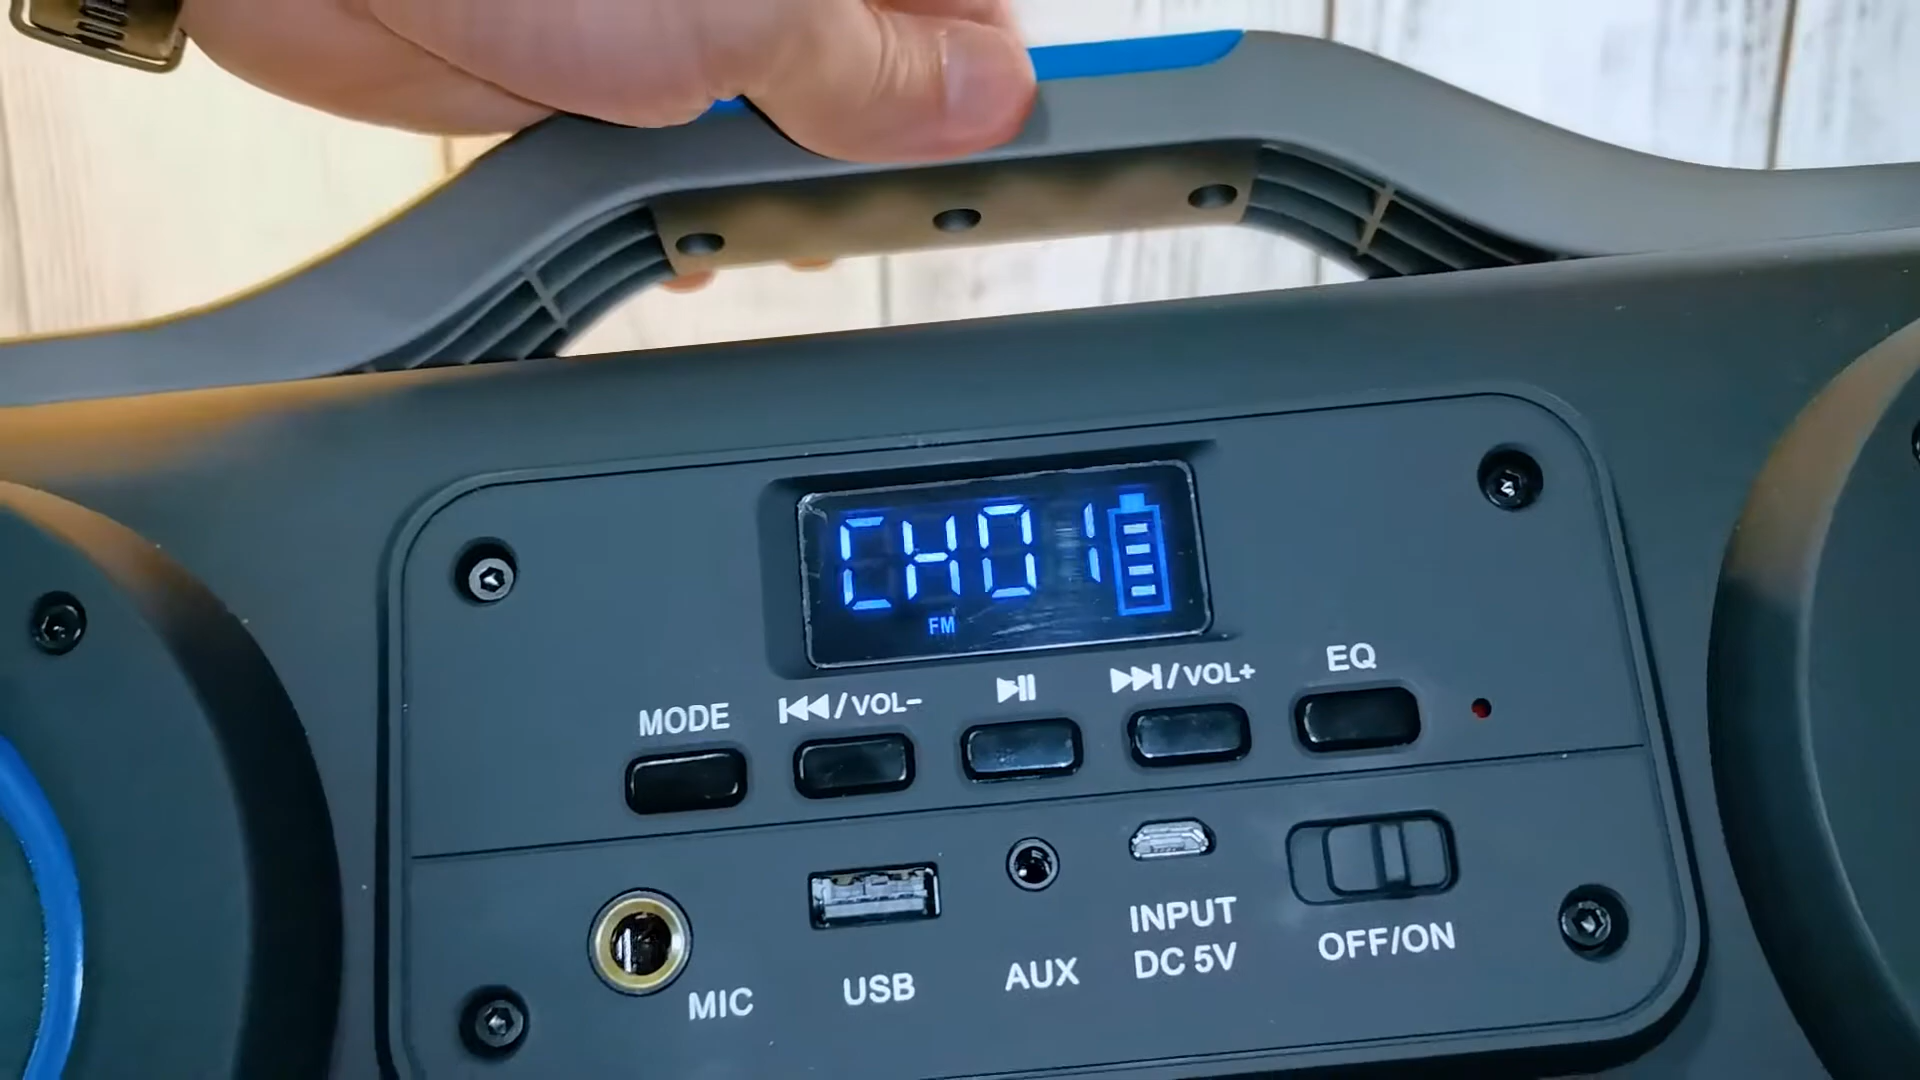 CH01
FM
MODE
⏮/VOL-
⏯
⏭/VOL+
EQ
MIC
USB
AUX
INPUT
DC 5V
OFF/ON